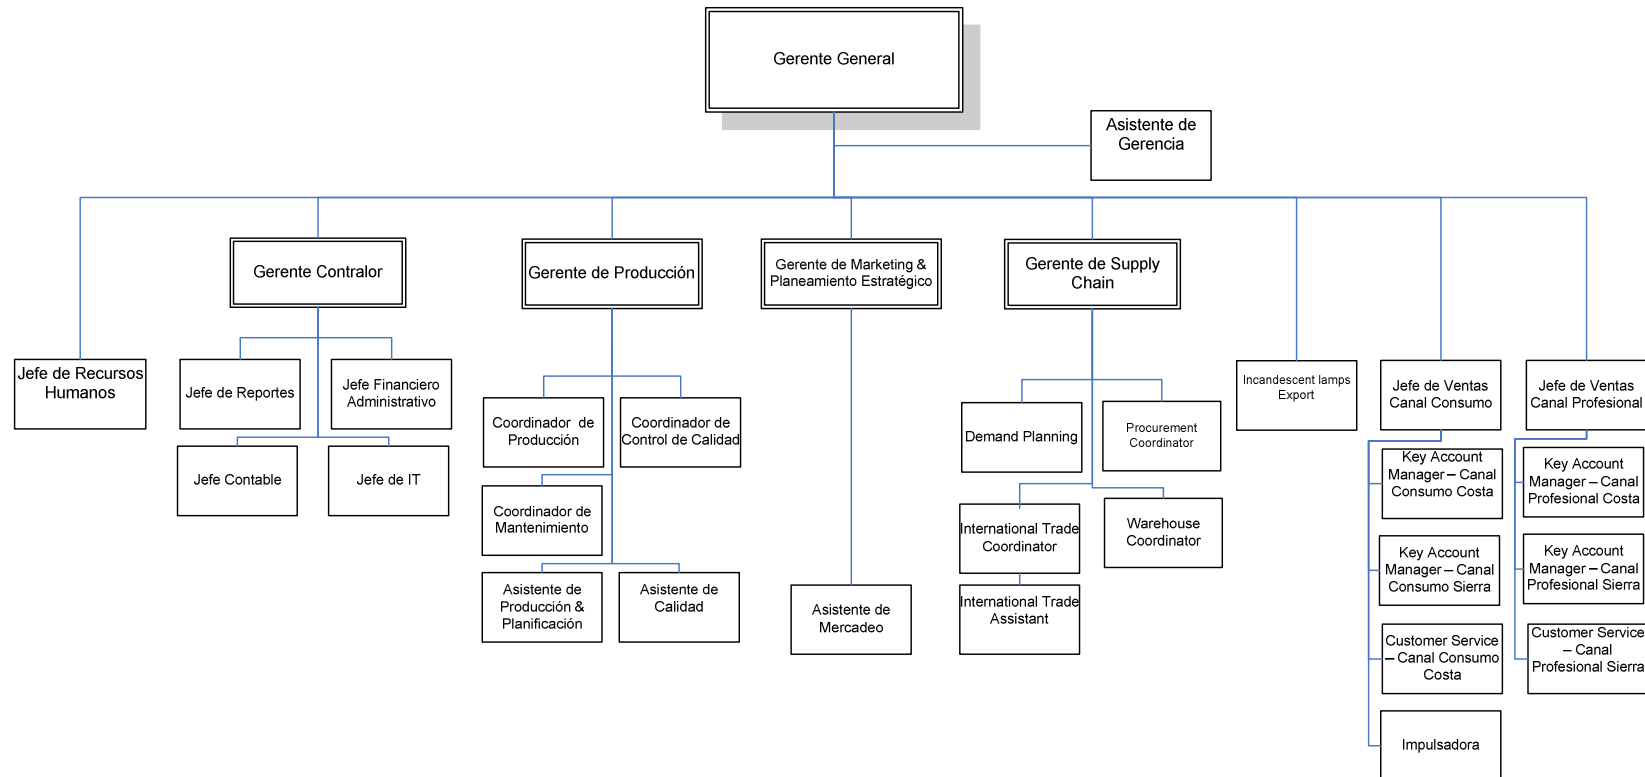 Gerente General
Asistente de
Gerencia
Gerente Contralor
Gerente de Producción
Gerente de Marketing &
Planeamiento Estratégico
Gerente de Supply
Chain
Jefe de Recursos
Humanos
Jefe de Reportes
Jefe Financiero
Administrativo
Jefe Contable
Jefe de IT
Coordinador de
Producción
Coordinador de
Control de Calidad
Coordinador de
Mantenimiento
Asistente de
Producción &
Planificación
Asistente de
Calidad
Asistente de
Mercadeo
Demand Planning
Procurement
Coordinator
International Trade
Coordinator
Warehouse
Coordinator
International Trade
Assistant
Incandescent lamps
Export
Jefe de Ventas
Canal Consumo
Key Account
Manager – Canal
Consumo Costa
Key Account
Manager – Canal
Consumo Sierra
Customer Service
– Canal Consumo
Costa
Impulsadora
Jefe de Ventas
Canal Profesional
Key Account
Manager – Canal
Profesional Costa
Key Account
Manager – Canal
Profesional Sierra
Customer Service
– Canal
Profesional Sierra